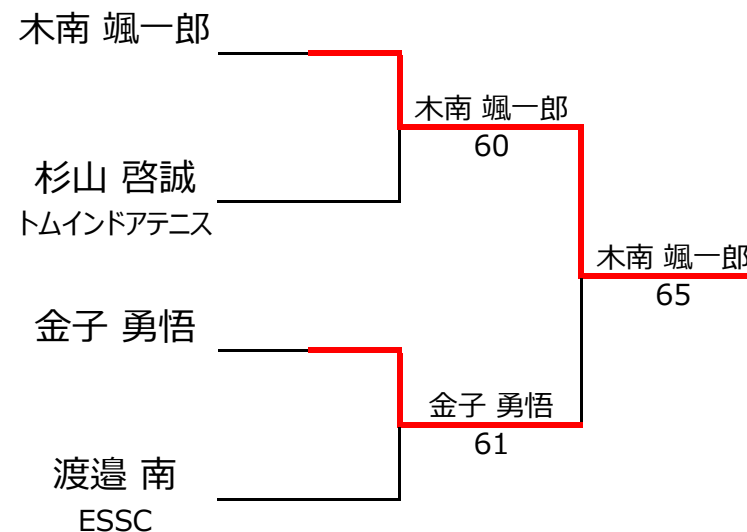 木南 颯一郎
木南 颯一郎
60
杉山 啓誠
トムインドアテニス
木南 颯一郎
65
金子 勇悟
金子 勇悟
61
渡邉 南
ESSC